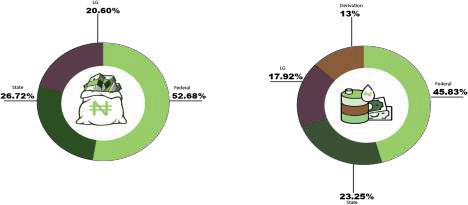 LG
20.60%
State
26.72%
Federal
52.68%
₦
Derivation
13%
LG
17.92%
Federal
45.83%
23.25%
State